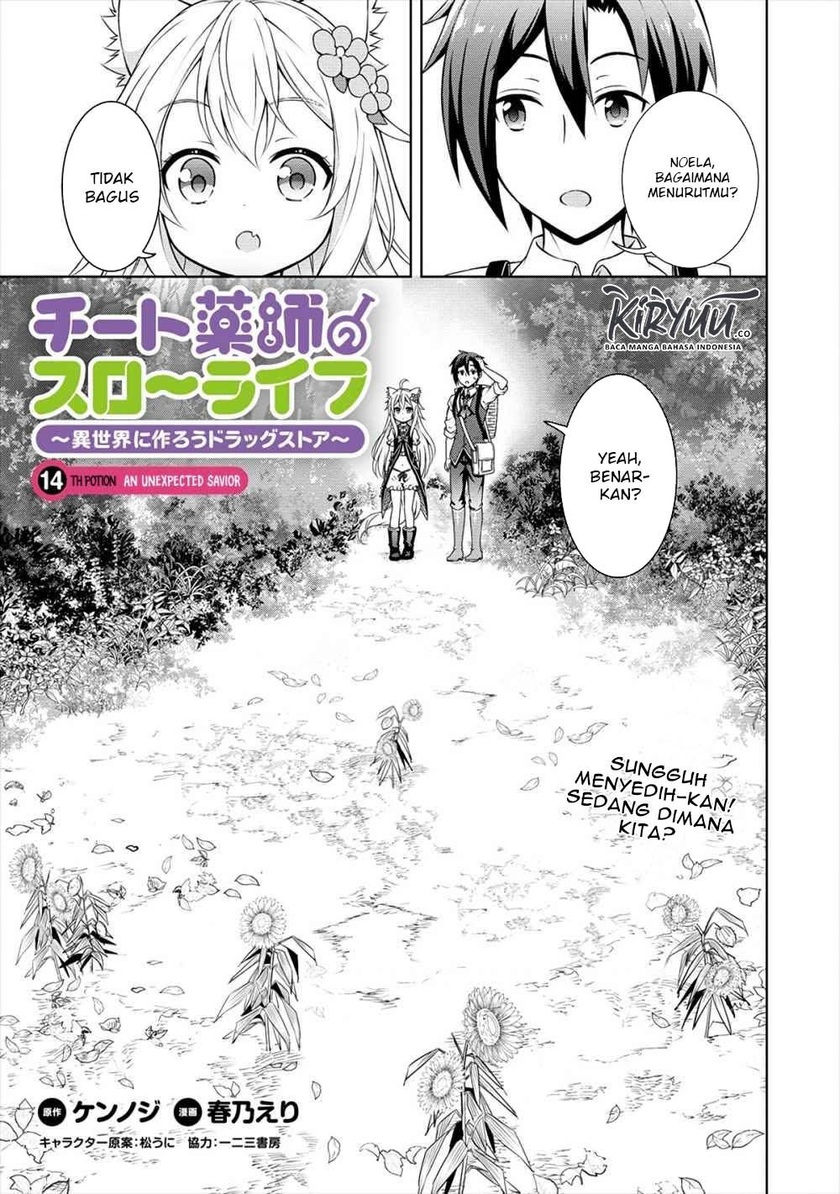 NOELA,
BAGAIMANA
MENURUTMU?
TIDAK
BAGUS
KiRYUU.CO
BACA MANGA BAHASA INDONESIA
チート薬師の
スローライフ
～異世界に作ろうドラッグストア～
14 TH POTION AN UNEXPECTED SAVIOR
YEAH,
BENAR-
KAN?
SUNGGUH
MENYEDIH-KAN!
SEDANG DIMANA
KITA?
原作 ケンノジ 漫画 春乃えり
キャラクター原案:松うに 協力:一二三書房